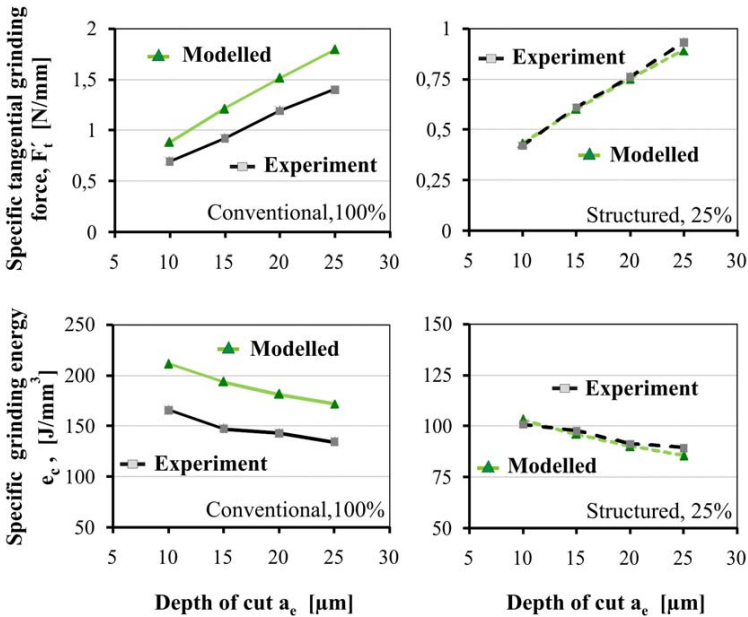 Specific tangential grinding
force, F′t [N/mm]
2
1,5
1
0,5
0
Modelled
Experiment
Conventional,100%
5 10 15 20 25 30
1
0,75
0,5
0,25
0
Experiment
Modelled
Structured, 25%
5 10 15 20 25 30
Specific grinding energy
ec , [J/mm3]
250
200
150
100
50
Modelled
Experiment
Conventional,100%
5 10 15 20 25 30
Depth of cut ae [µm]
150
125
100
75
50
Experiment
Modelled
Structured, 25%
5 10 15 20 25 30
Depth of cut ae [µm]